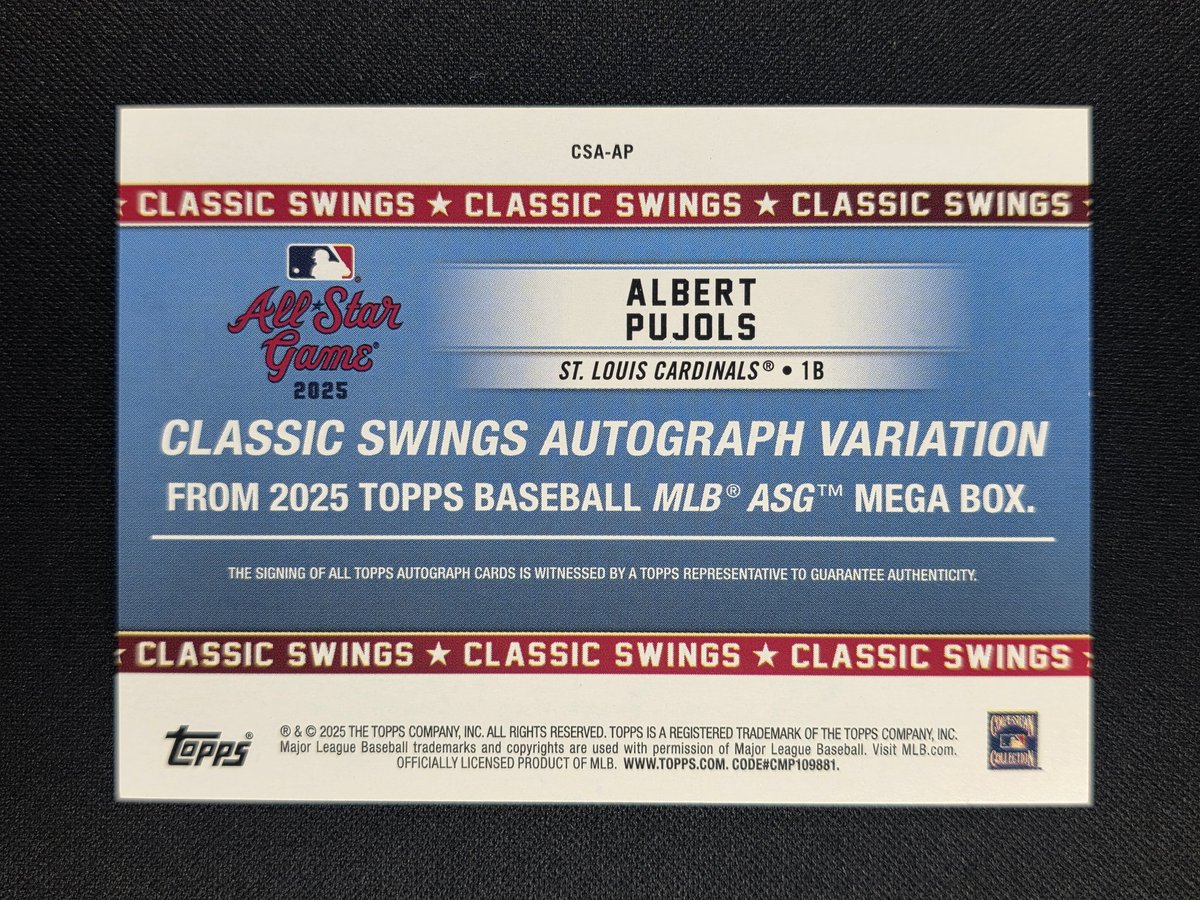 CSA-AP
CLASSIC SWINGS ★ CLASSIC SWINGS ★ CLASSIC SWINGS
All★Star
Game®
2025
ALBERT
PUJOLS
ST. LOUIS CARDINALS® • 1B
CLASSIC SWINGS AUTOGRAPH VARIATION
FROM 2025 TOPPS BASEBALL MLB® ASG™ MEGA BOX.
THE SIGNING OF ALL TOPPS AUTOGRAPH CARDS IS WITNESSED BY A TOPPS REPRESENTATIVE TO GUARANTEE AUTHENTICITY.
CLASSIC SWINGS ★ CLASSIC SWINGS ★ CLASSIC SWINGS
Topps®
® & © 2025 THE TOPPS COMPANY, INC. ALL RIGHTS RESERVED. TOPPS IS A REGISTERED TRADEMARK OF THE TOPPS COMPANY, INC.
Major League Baseball trademarks and copyrights are used with permission of Major League Baseball. Visit MLB.com.
OFFICIALLY LICENSED PRODUCT OF MLB. WWW.TOPPS.COM. CODE#CMP109881.
COOPERSTOWN
COLLECTION